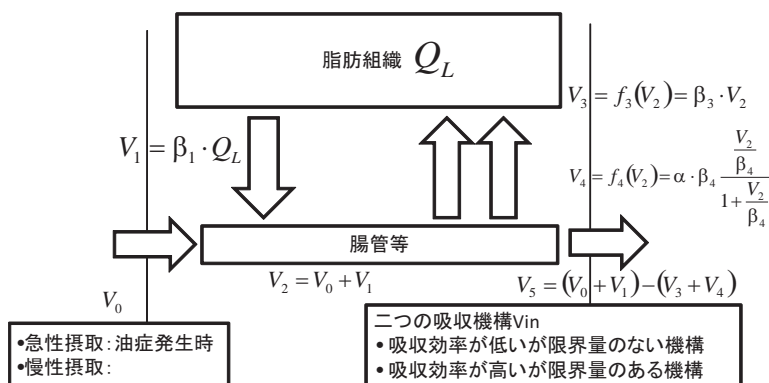 脂肪組織 Q_L
V_3 = f_3(V_2) = β_3・V_2
V_1 = β_1・Q_L
V_4 = f_4(V_2) = α・β_4 (V_2/β_4)/(1+V_2/β_4)
腸管等
V_2 = V_0 + V_1
V_5 = (V_0 + V_1) − (V_3 + V_4)
V_0
•急性摂取:油症発生時
•慢性摂取:
二つの吸収機構Vin
• 吸収効率が低いが限界量のない機構
• 吸収効率が高いが限界量のある機構